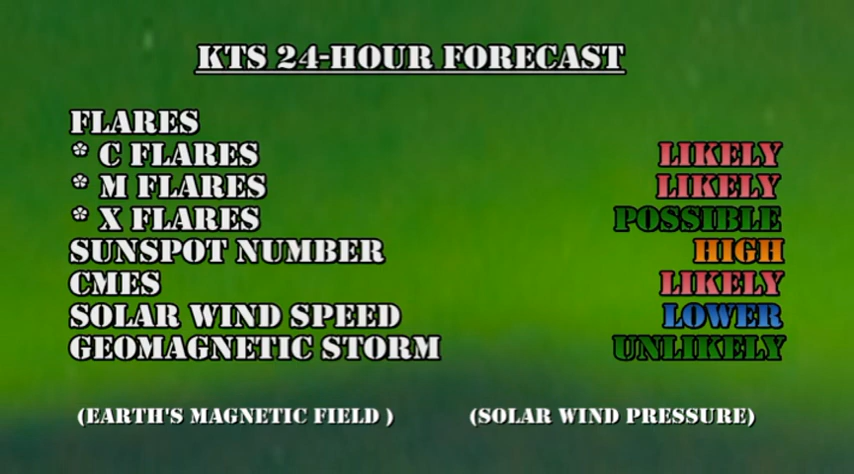 KTS 24-HOUR FORECAST
FLARES
* C FLARES LIKELY
* M FLARES LIKELY
* X FLARES POSSIBLE
SUNSPOT NUMBER HIGH
CMES LIKELY
SOLAR WIND SPEED LOWER
GEOMAGNETIC STORM UNLIKELY
(EARTH'S MAGNETIC FIELD ) (SOLAR WIND PRESSURE)